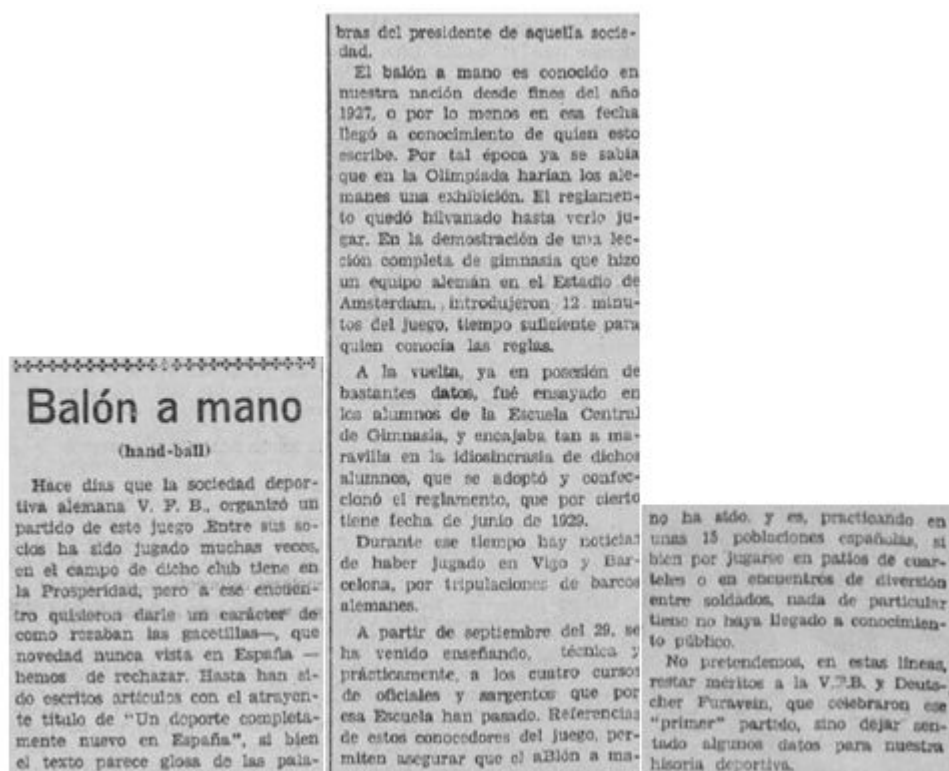 Balón a mano
(hand-ball)
Hace días que la sociedad depor-
tiva alemana V. P. B., organizó un
partido de este juego .Entre sus so-
cios ha sido jugado muchas veces,
en el campo de dicho club tiene en
la Prosperidad, pero a ese encuen-
tro quisieron darle un carácter de
como rezaban las gacetillas—, que
novedad nunca vista en España —
hemos de rechazar. Hasta han si-
do escritos artículos con el atrayen-
te título de "Un deporte completa-
mente nuevo en España", si bien
el texto parece glosa de las pala-
bras del presidente de aquella socie-
dad.
El balón a mano es conocido en
nuestra nación desde fines del año
1927, o por lo menos en esa fecha
llegó a conocimiento de quien esto
escribe. Por tal época ya se sabía
que en la Olimpiada harían los ale-
manes una exhibición. El reglamen-
to quedó hilvanado hasta verlo ju-
gar. En la demostración de una lec-
ción completa de gimnasia que hizo
un equipo alemán en el Estadio de
Amsterdam, introdujeron 12 minu-
tos del juego, tiempo suficiente para
quien conocía las reglas.
A la vuelta, ya en posesión de
bastantes datos, fué ensayado en
los alumnos de la Escuela Central
de Gimnasia, y encajaba tan a ma-
ravilla en la idiosincrasia de dichos
alumnos, que se adoptó y confec-
cionó el reglamento, que por cierto
tiene fecha de junio de 1929.
Durante ese tiempo hay noticias
de haber jugado en Vigo y Bar-
celona, por tripulaciones de barcos
alemanes.
A partir de septiembre del 29, se
ha venido enseñando, técnica y
prácticamente, a los cuatro cursos
de oficiales y sargentos que por
esa Escuela han pasado. Referencias
de estos conocedores del juego, per-
miten asegurar que el aBlón a ma-
no ha sido, y es, practicando en
unas 15 poblaciones españolas, si
bien por jugarse en patios de cuar-
teles o en encuentros de diversión
entre soldados, nada de particular
tiene no haya llegado a conocimien-
to público.
No pretendemos, en estas líneas,
restar méritos a la V.P.B. y Deuts-
cher Furavein, que celebraron ese
"primer" partido, sino dejar sen-
tado algunos datos para nuestra
hisoria deportiva.